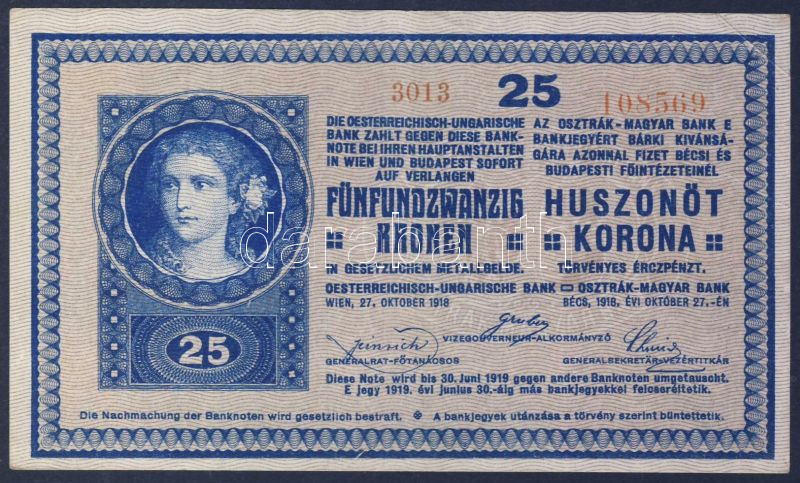 3013 25 108569
DIE OESTERREICHISCH-UNGARISCHE
BANK ZAHLT GEGEN DIESE BANK-
NOTE BEI IHREN HAUPTANSTALTEN
IN WIEN UND BUDAPEST SOFORT
AUF VERLANGEN
FÜNFUNDZWANZIG
KRONEN
IN GESETZLICHEM METALLGELDE.
AZ OSZTRÁK-MAGYAR BANK E
BANKJEGYÉRT BÁRKI KIVÁNSÁ-
GÁRA AZONNAL FIZET BÉCSI ÉS
BUDAPESTI FŐINTÉZETEINÉL
HUSZONÖT
KORONA
TÖRVÉNYES ÉRCZPÉNZT.
darabanth
OESTERREICHISCH-UNGARISCHE BANK OSZTRÁK-MAGYAR BANK
WIEN, 27. OKTOBER 1918 BÉCS, 1918. ÉVI OKTÓBER 27.-ÉN
Gruber
VIZEGOUVERNEUR-ALKORMÁNYZÓ
GENERALRAT-FŐTANÁCSOS GENERALSEKRETÄR-VEZÉRTITKÁR
25
Diese Note wird bis 30. Juni 1919 gegen andere Banknoten umgetauscht.
E jegy 1919. évi junius 30.-áig más bankjegyekkel felcseréltetik.
Die Nachmachung der Banknoten wird gesetzlich bestraft. A bankjegyek utánzása a törvény szerint büntettetik.